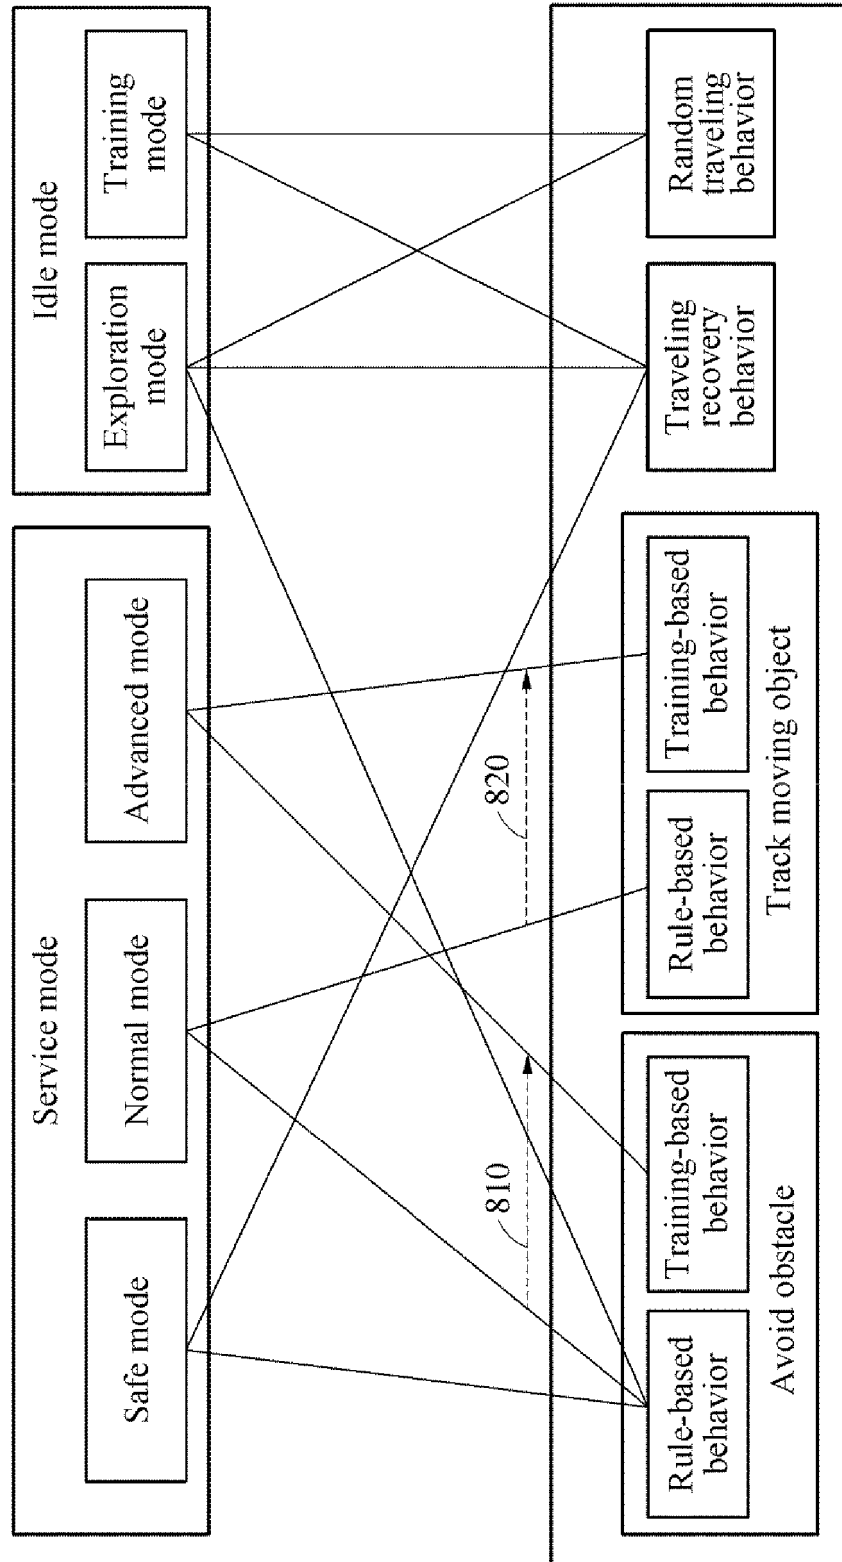 Service mode
Idle mode
Safe mode
Normal mode
Advanced mode
Exploration
mode
Training
mode
810
820
Rule-based
behavior
Training-based
behavior
Avoid obstacle
Rule-based
behavior
Training-based
behavior
Track moving object
Traveling
recovery
behavior
Random
traveling
behavior